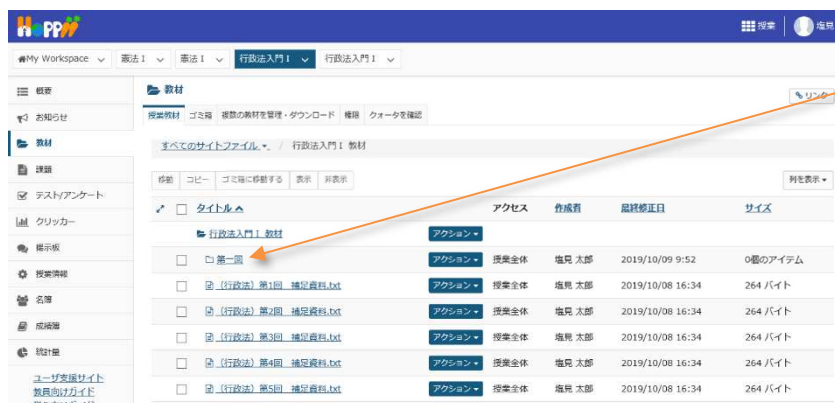 Hoppii
授業 塩見
My Workspace 憲法Ⅰ 憲法Ⅰ 行政法入門Ⅰ 行政法入門Ⅰ
概要
お知らせ
教材
課題
テスト/アンケート
クリッカー
掲示板
授業情報
名簿
成績簿
統計量
ユーザ支援サイト
教員向けガイド
教材
リンク
授業教材 ゴミ箱 複数の教材を管理・ダウンロード 権限 クォータを確認
すべてのサイトファイル / 行政法入門Ⅰ 教材
移動 コピー ゴミ箱に移動する 表示 非表示 列を表示
タイトル アクセス 作成者 最終修正日 サイズ
行政法入門Ⅰ 教材 アクション
第一回 アクション 授業全体 塩見 太郎 2019/10/09 9:52 0個のアイテム
(行政法)第1回 補足資料.txt アクション 授業全体 塩見 太郎 2019/10/08 16:34 264 バイト
(行政法)第2回 補足資料.txt アクション 授業全体 塩見 太郎 2019/10/08 16:34 264 バイト
(行政法)第3回 補足資料.txt アクション 授業全体 塩見 太郎 2019/10/08 16:34 264 バイト
(行政法)第4回 補足資料.txt アクション 授業全体 塩見 太郎 2019/10/08 16:34 264 バイト
(行政法)第5回 補足資料.txt アクション 授業全体 塩見 太郎 2019/10/08 16:34 264 バイト